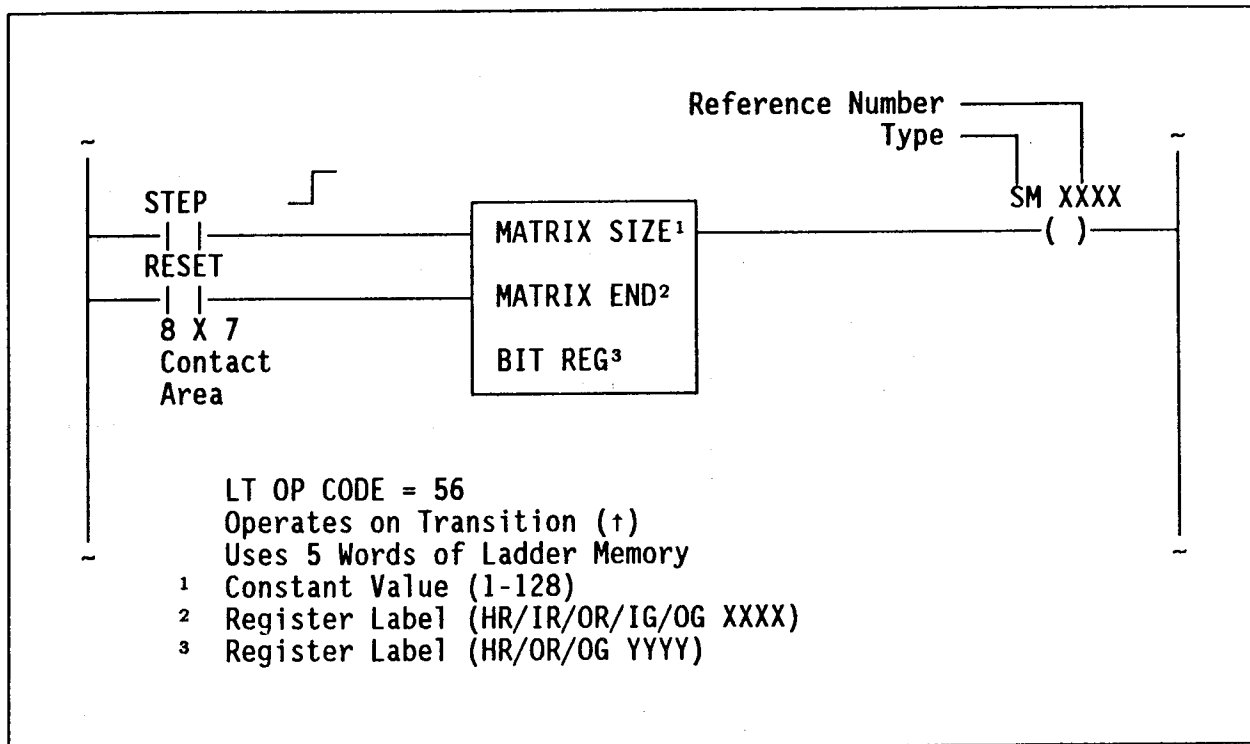 Reference Number
Type
~ ~
STEP
SM XXXX
MATRIX SIZE¹
( )
RESET
MATRIX END²
8 X 7
Contact
Area
BIT REG³
LT OP CODE = 56
Operates on Transition (↑)
~ ~
Uses 5 Words of Ladder Memory
¹ Constant Value (1-128)
² Register Label (HR/IR/OR/IG/OG XXXX)
³ Register Label (HR/OR/OG YYYY)